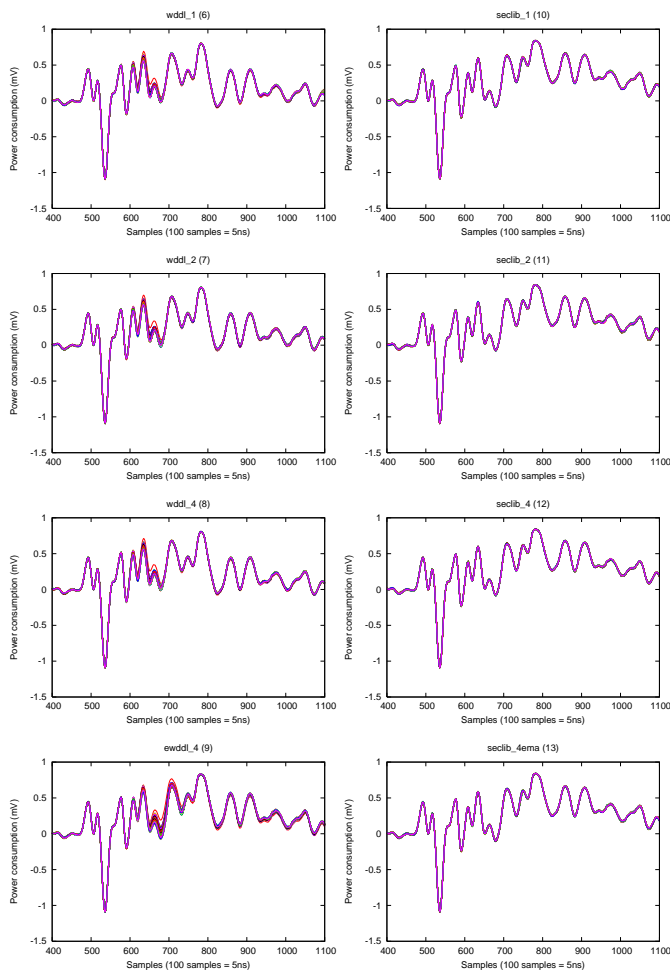 wddl_1 (6)
Power consumption (mV)
1
0.5
0
-0.5
-1
-1.5
400 500 600 700 800 900 1000 1100
Samples (100 samples = 5ns)
seclib_1 (10)
Power consumption (mV)
1
0.5
0
-0.5
-1
-1.5
400 500 600 700 800 900 1000 1100
Samples (100 samples = 5ns)
wddl_2 (7)
Power consumption (mV)
1
0.5
0
-0.5
-1
-1.5
400 500 600 700 800 900 1000 1100
Samples (100 samples = 5ns)
seclib_2 (11)
Power consumption (mV)
1
0.5
0
-0.5
-1
-1.5
400 500 600 700 800 900 1000 1100
Samples (100 samples = 5ns)
wddl_4 (8)
Power consumption (mV)
1
0.5
0
-0.5
-1
-1.5
400 500 600 700 800 900 1000 1100
Samples (100 samples = 5ns)
seclib_4 (12)
Power consumption (mV)
1
0.5
0
-0.5
-1
-1.5
400 500 600 700 800 900 1000 1100
Samples (100 samples = 5ns)
ewddl_4 (9)
Power consumption (mV)
1
0.5
0
-0.5
-1
-1.5
400 500 600 700 800 900 1000 1100
Samples (100 samples = 5ns)
seclib_4ema (13)
Power consumption (mV)
1
0.5
0
-0.5
-1
-1.5
400 500 600 700 800 900 1000 1100
Samples (100 samples = 5ns)